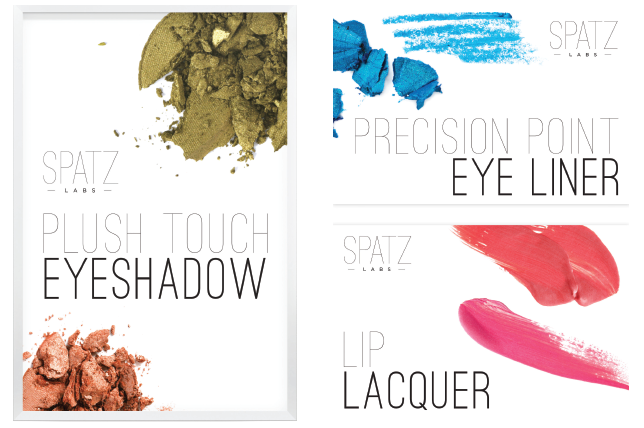 SPATZ
LABS
PLUSH TOUCH
EYESHADOW
SPATZ
LABS
PRECISION POINT
EYE LINER
SPATZ
LABS
LIP
LACQUER